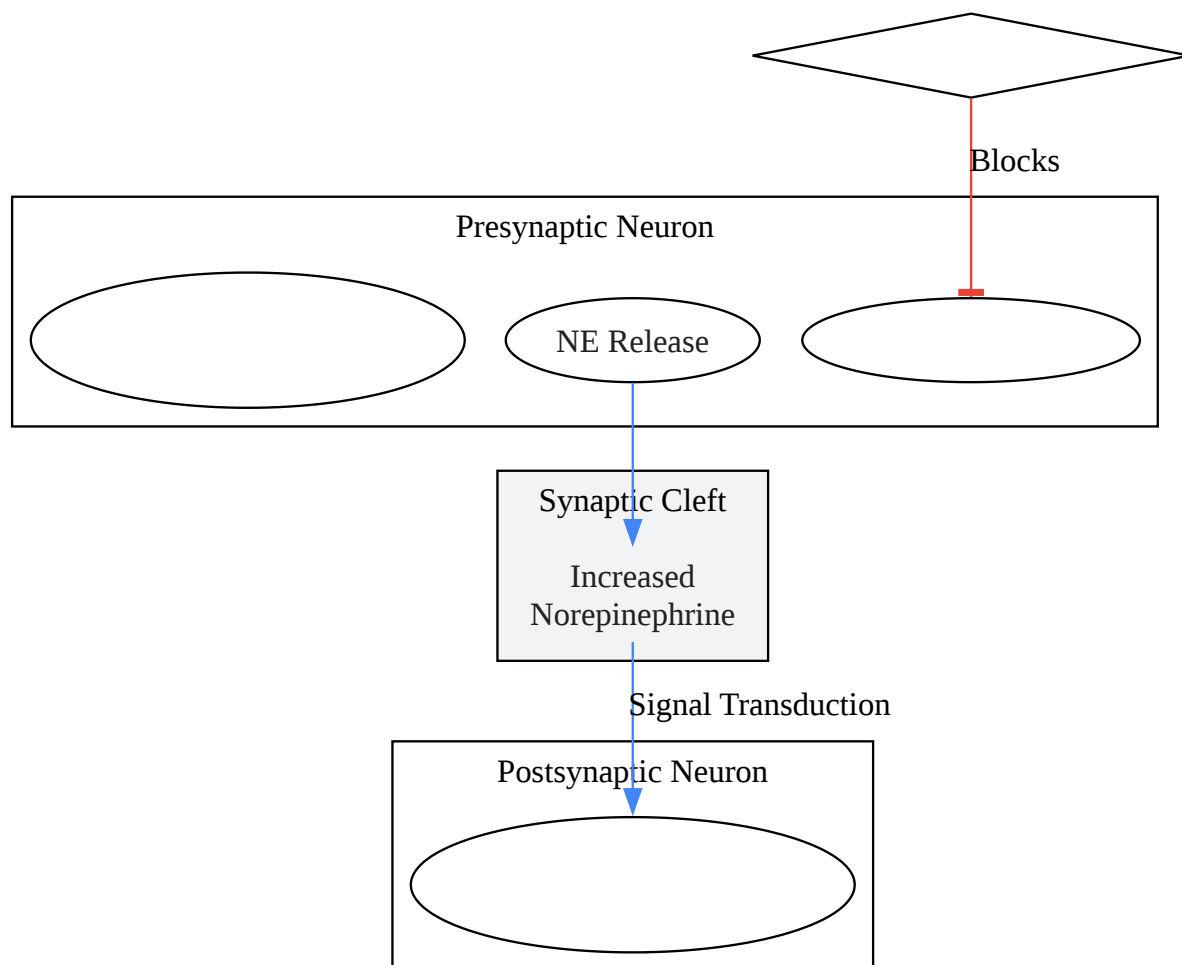 Blocks
Presynaptic Neuron
NE Release
Synaptic Cleft
Increased
Norepinephrine
Signal Transduction
Postsynaptic Neuron